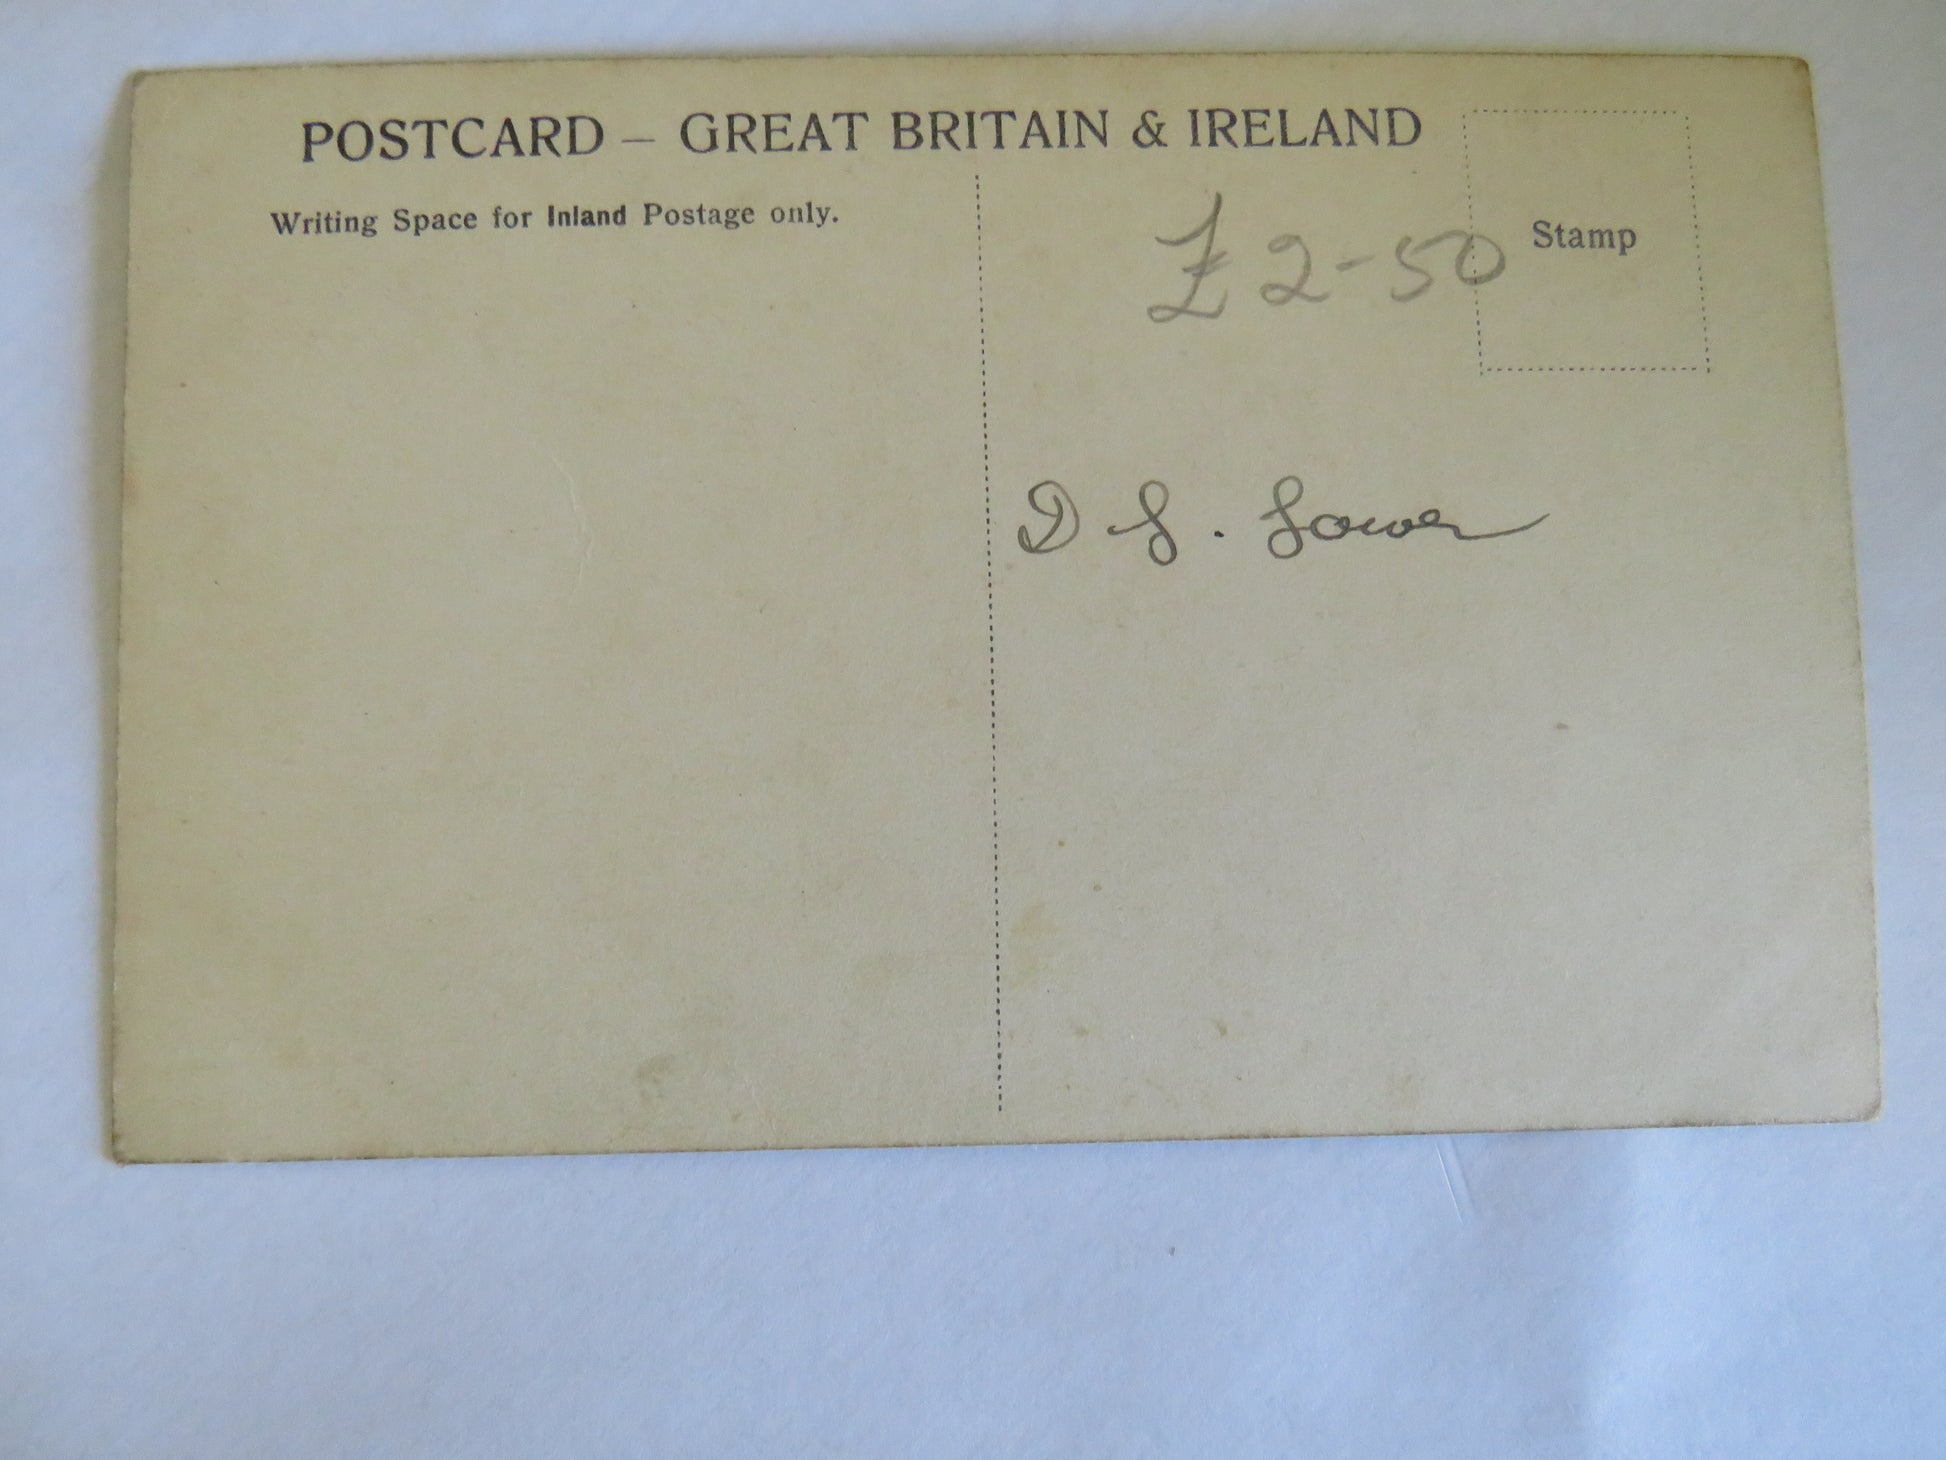 POSTCARD – GREAT BRITAIN & IRELAND
Writing Space for Inland Postage only.
£2-50
Stamp
D